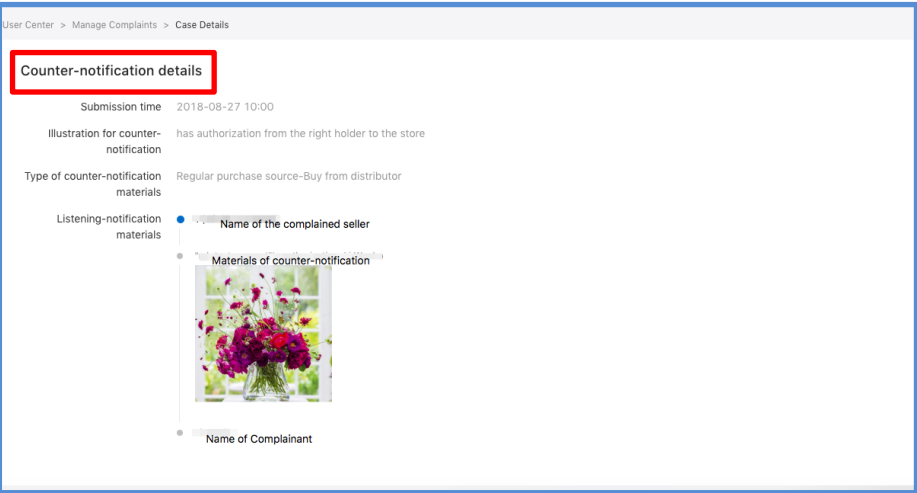 User Center > Manage Complaints > Case Details
Counter-notification details
Submission time 2018-08-27 10:00
Illustration for counter- has authorization from the right holder to the store
notification
Type of counter-notification Regular purchase source-Buy from distributor
materials
Listening-notification Name of the complained seller
materials
Materials of counter-notification
Name of Complainant